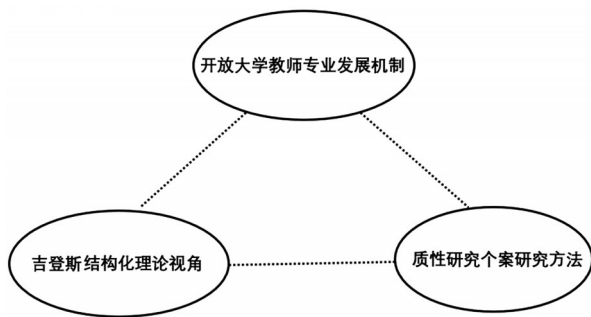 开放大学教师专业发展机制
吉登斯结构化理论视角
质性研究个案研究方法